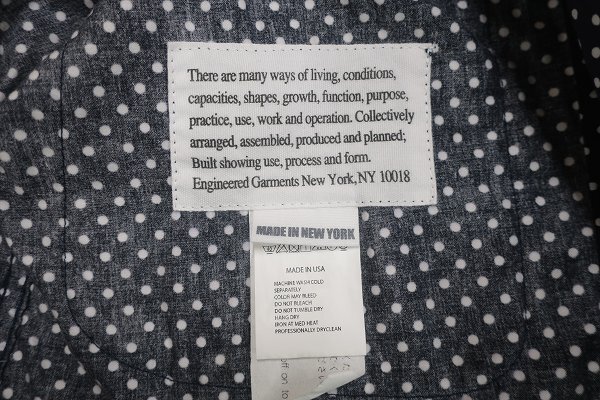 There are many ways of living, conditions,
capacities, shapes, growth, function, purpose,
practice, use, work and operation. Collectively
arranged, assembled, produced and planned;
Built showing use, process and form.
Engineered Garments New York, NY 10018
MADE IN NEW YORK
MADE IN USA
MACHINE WASH COLD
SEPARATELY
COLOR MAY BLEED
DO NOT BLEACH
DO NOT TUMBLE DRY
HANG DRY
IRON AT MED HEAT
PROFESSIONALLY DRYCLEAN
off on to